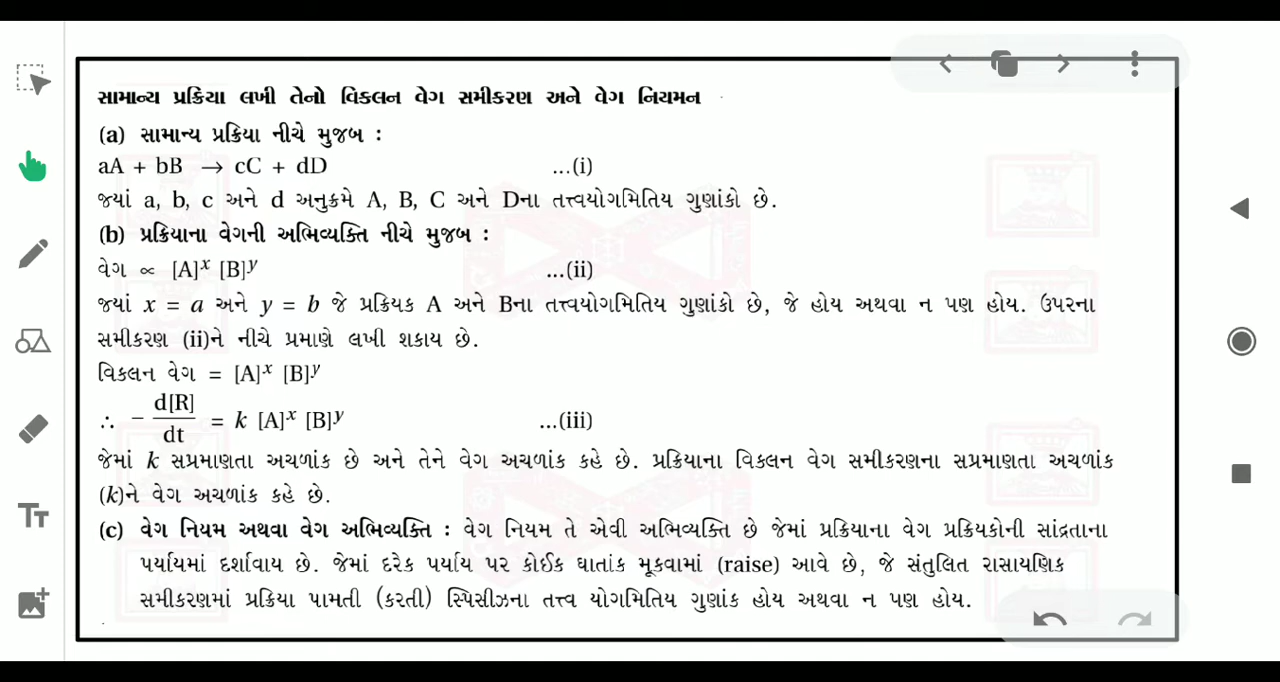 સામાન્ય પ્રક્રિયા લખી તેનો વિકલન વેગ સમીકરણ અને વેગ નિયમન
(a) સામાન્ય પ્રક્રિયા નીચે મુજબ :
aA + bB → cC + dD ...(i)
જ્યાં a, b, c અને d અનુક્રમે A, B, C અને Dના તત્ત્વયોગમિતિય ગુણાંકો છે.
(b) પ્રક્રિયાના વેગની અભિવ્યક્તિ નીચે મુજબ :
વેગ ∝ [A]ˣ [B]ʸ ...(ii)
જ્યાં x = a અને y = b જે પ્રક્રિયક A અને Bના તત્ત્વયોગમિતિય ગુણાંકો છે, જે હોય અથવા ન પણ હોય. ઉપરના
સમીકરણ (ii)ને નીચે પ્રમાણે લખી શકાય છે.
વિકલન વેગ = [A]ˣ [B]ʸ
∴ − d[R]/dt = k [A]ˣ [B]ʸ ...(iii)
જેમાં k સપ્રમાણતા અચળાંક છે અને તેને વેગ અચળાંક કહે છે. પ્રક્રિયાના વિકલન વેગ સમીકરણના સપ્રમાણતા અચળાંક
(k)ને વેગ અચળાંક કહે છે.
(c) વેગ નિયમ અથવા વેગ અભિવ્યક્તિ : વેગ નિયમ તે એવી અભિવ્યક્તિ છે જેમાં પ્રક્રિયાના વેગ પ્રક્રિયકોની સાંદ્રતાના
પર્યાયમાં દર્શાવાય છે. જેમાં દરેક પર્યાય પર કોઈક ઘાતાંક મૂકવામાં (raise) આવે છે, જે સંતુલિત રાસાયણિક
સમીકરણમાં પ્રક્રિયા પામતી (કરતી) સ્પિસીઝના તત્ત્વ યોગમિતિય ગુણાંક હોય અથવા ન પણ હોય.